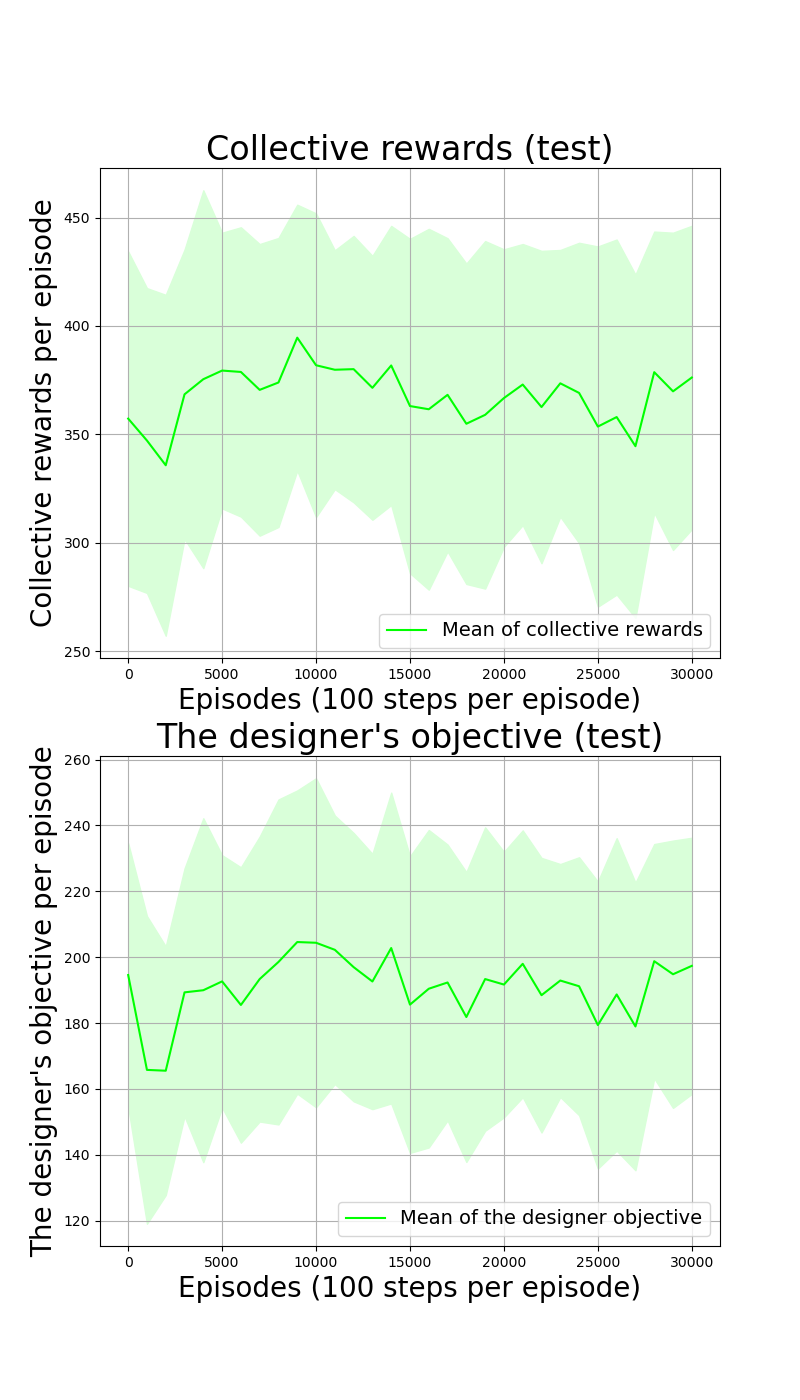 Collective rewards (test)
Collective rewards per episode
450
400
350
300
250
Mean of collective rewards
0 5000 10000 15000 20000 25000 30000
Episodes (100 steps per episode)
The designer's objective (test)
The designer's objective per episode
260
240
220
200
180
160
140
120
Mean of the designer objective
0 5000 10000 15000 20000 25000 30000
Episodes (100 steps per episode)